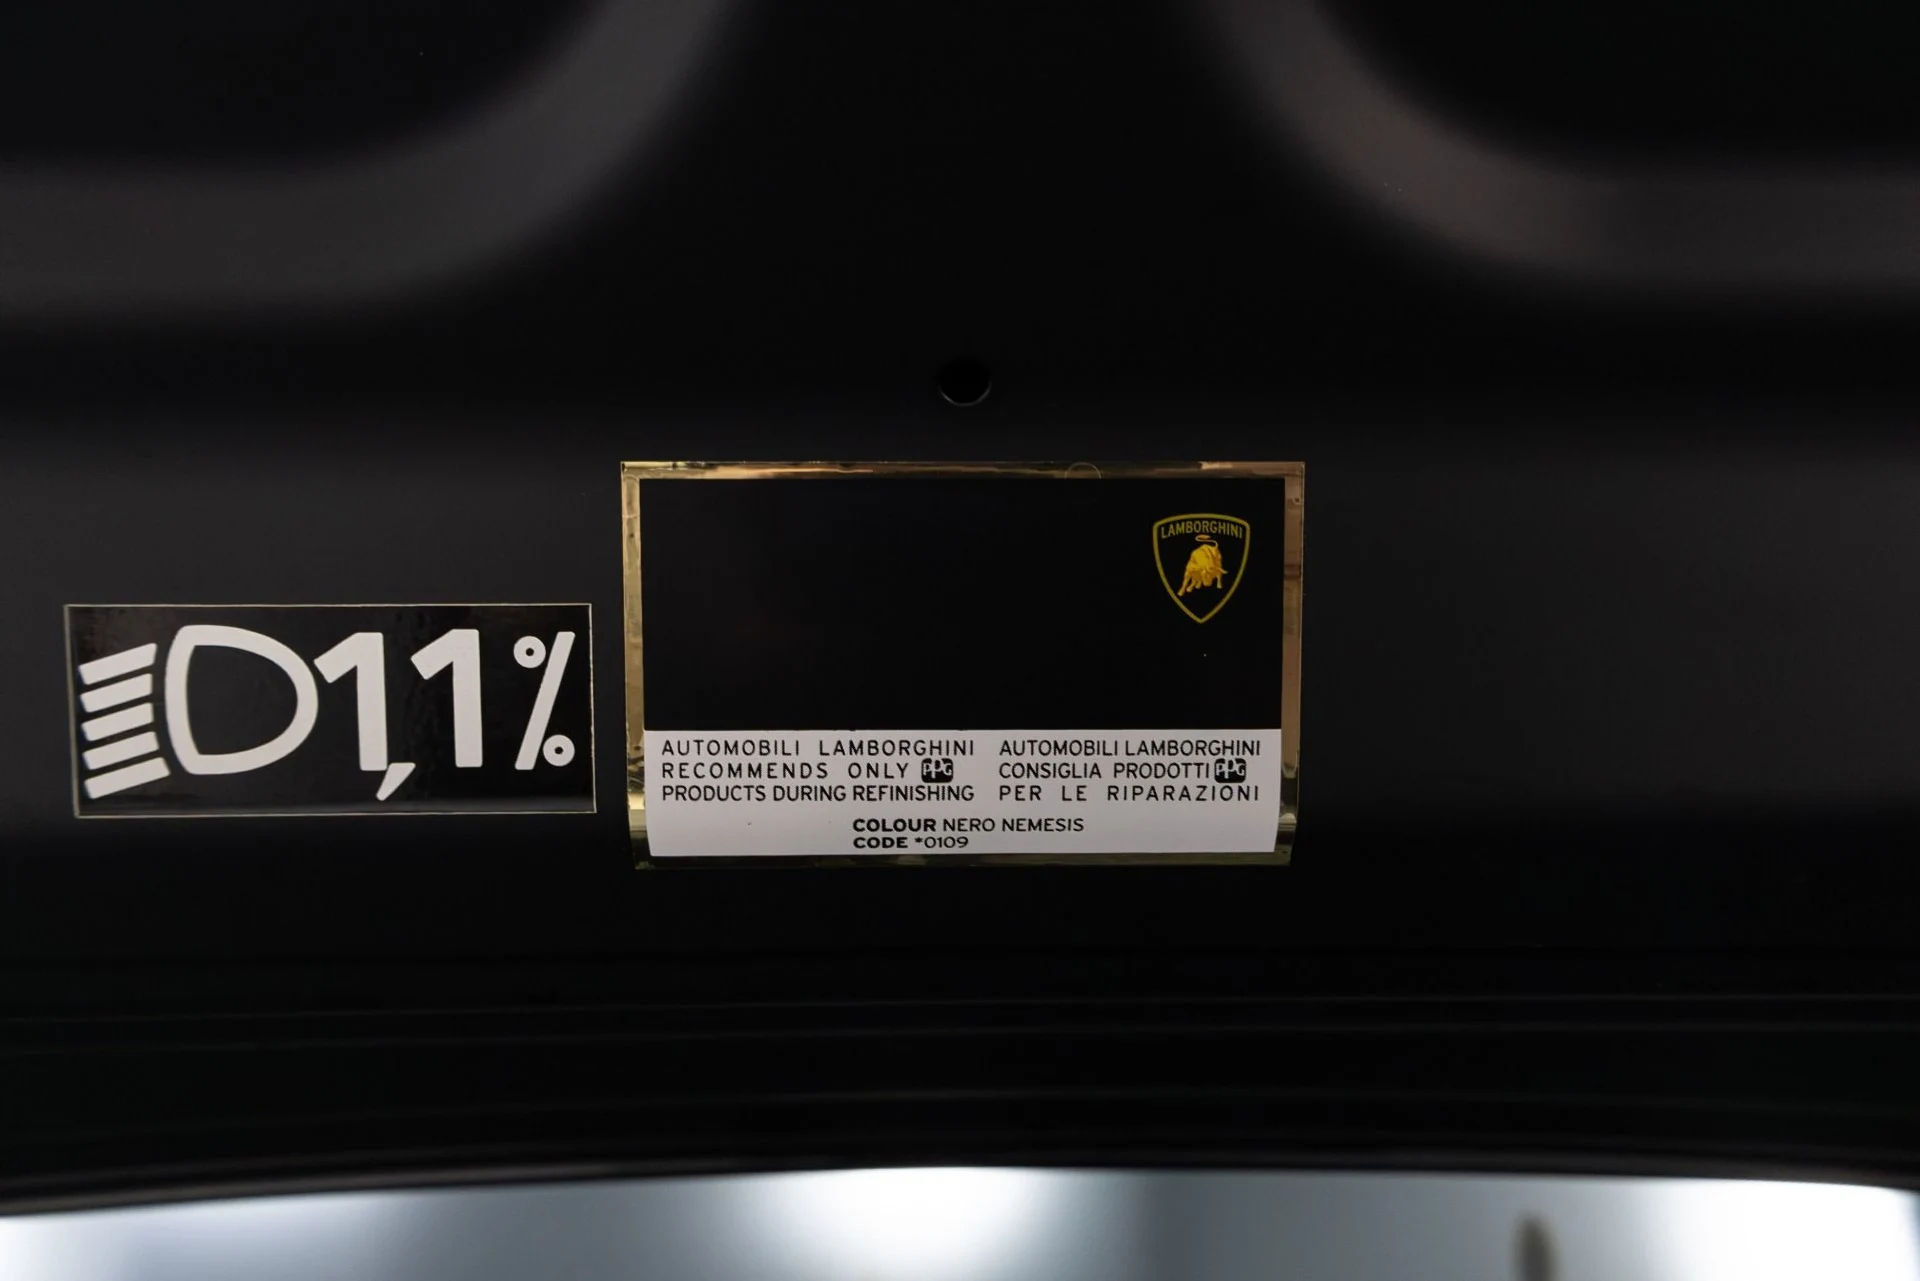 1,1%
LAMBORGHINI
AUTOMOBILI LAMBORGHINI
RECOMMENDS ONLY PPG
PRODUCTS DURING REFINISHING
AUTOMOBILI LAMBORGHINI
CONSIGLIA PRODOTTI PPG
PER LE RIPARAZIONI
COLOUR NERO NEMESIS
CODE *0109